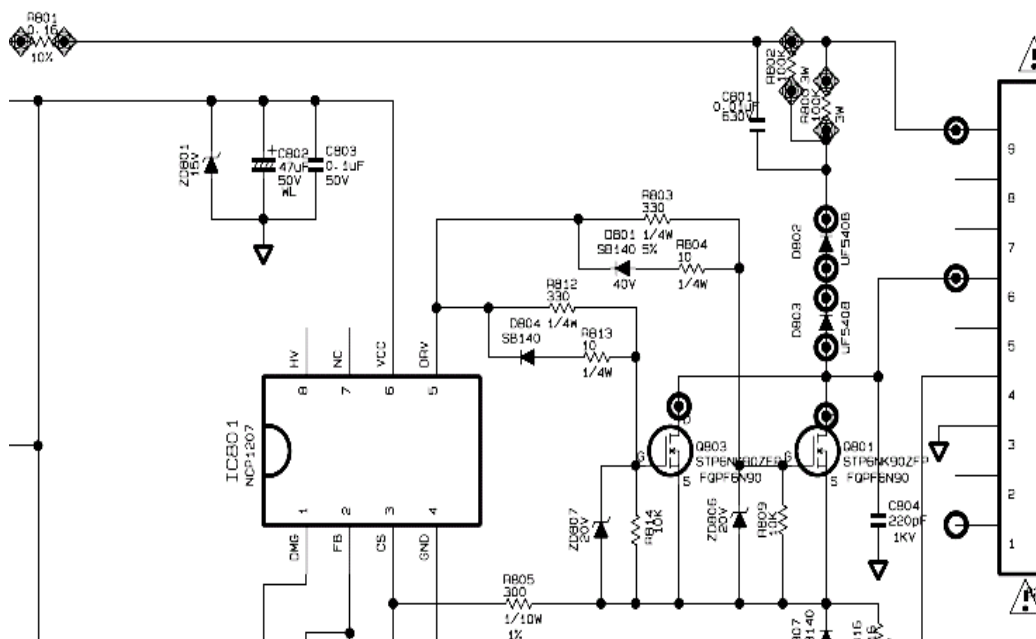 R801
0.16
10%
R802
100K
3W
R800
100K
3W
C801
0.01uF
630V
9
8
7
6
5
4
3
2
1
ZD801
15V
C802
47uF
50V
WL
C803
0.1uF
50V
R803
330
1/4W
D801
SB140 5%
40V
R804
10
1/4W
D802
UF5408
D803
UF5408
R812
330
1/4W
D804
SB140
R813
10
1/4W
HV
NC
VCC
DRV
8
7
6
5
IC801
NCP1207
1
2
3
4
DMG
FB
CS
GND
D
G
S
Q803
STP6NK90ZFP
FQPF6N90
G
S
Q801
STP6NK90ZFP
FQPF6N90
ZD807
20V
R814
10K
ZD806
20V
R809
10K
C804
220pF
1KV
R805
300
1/10W
1%